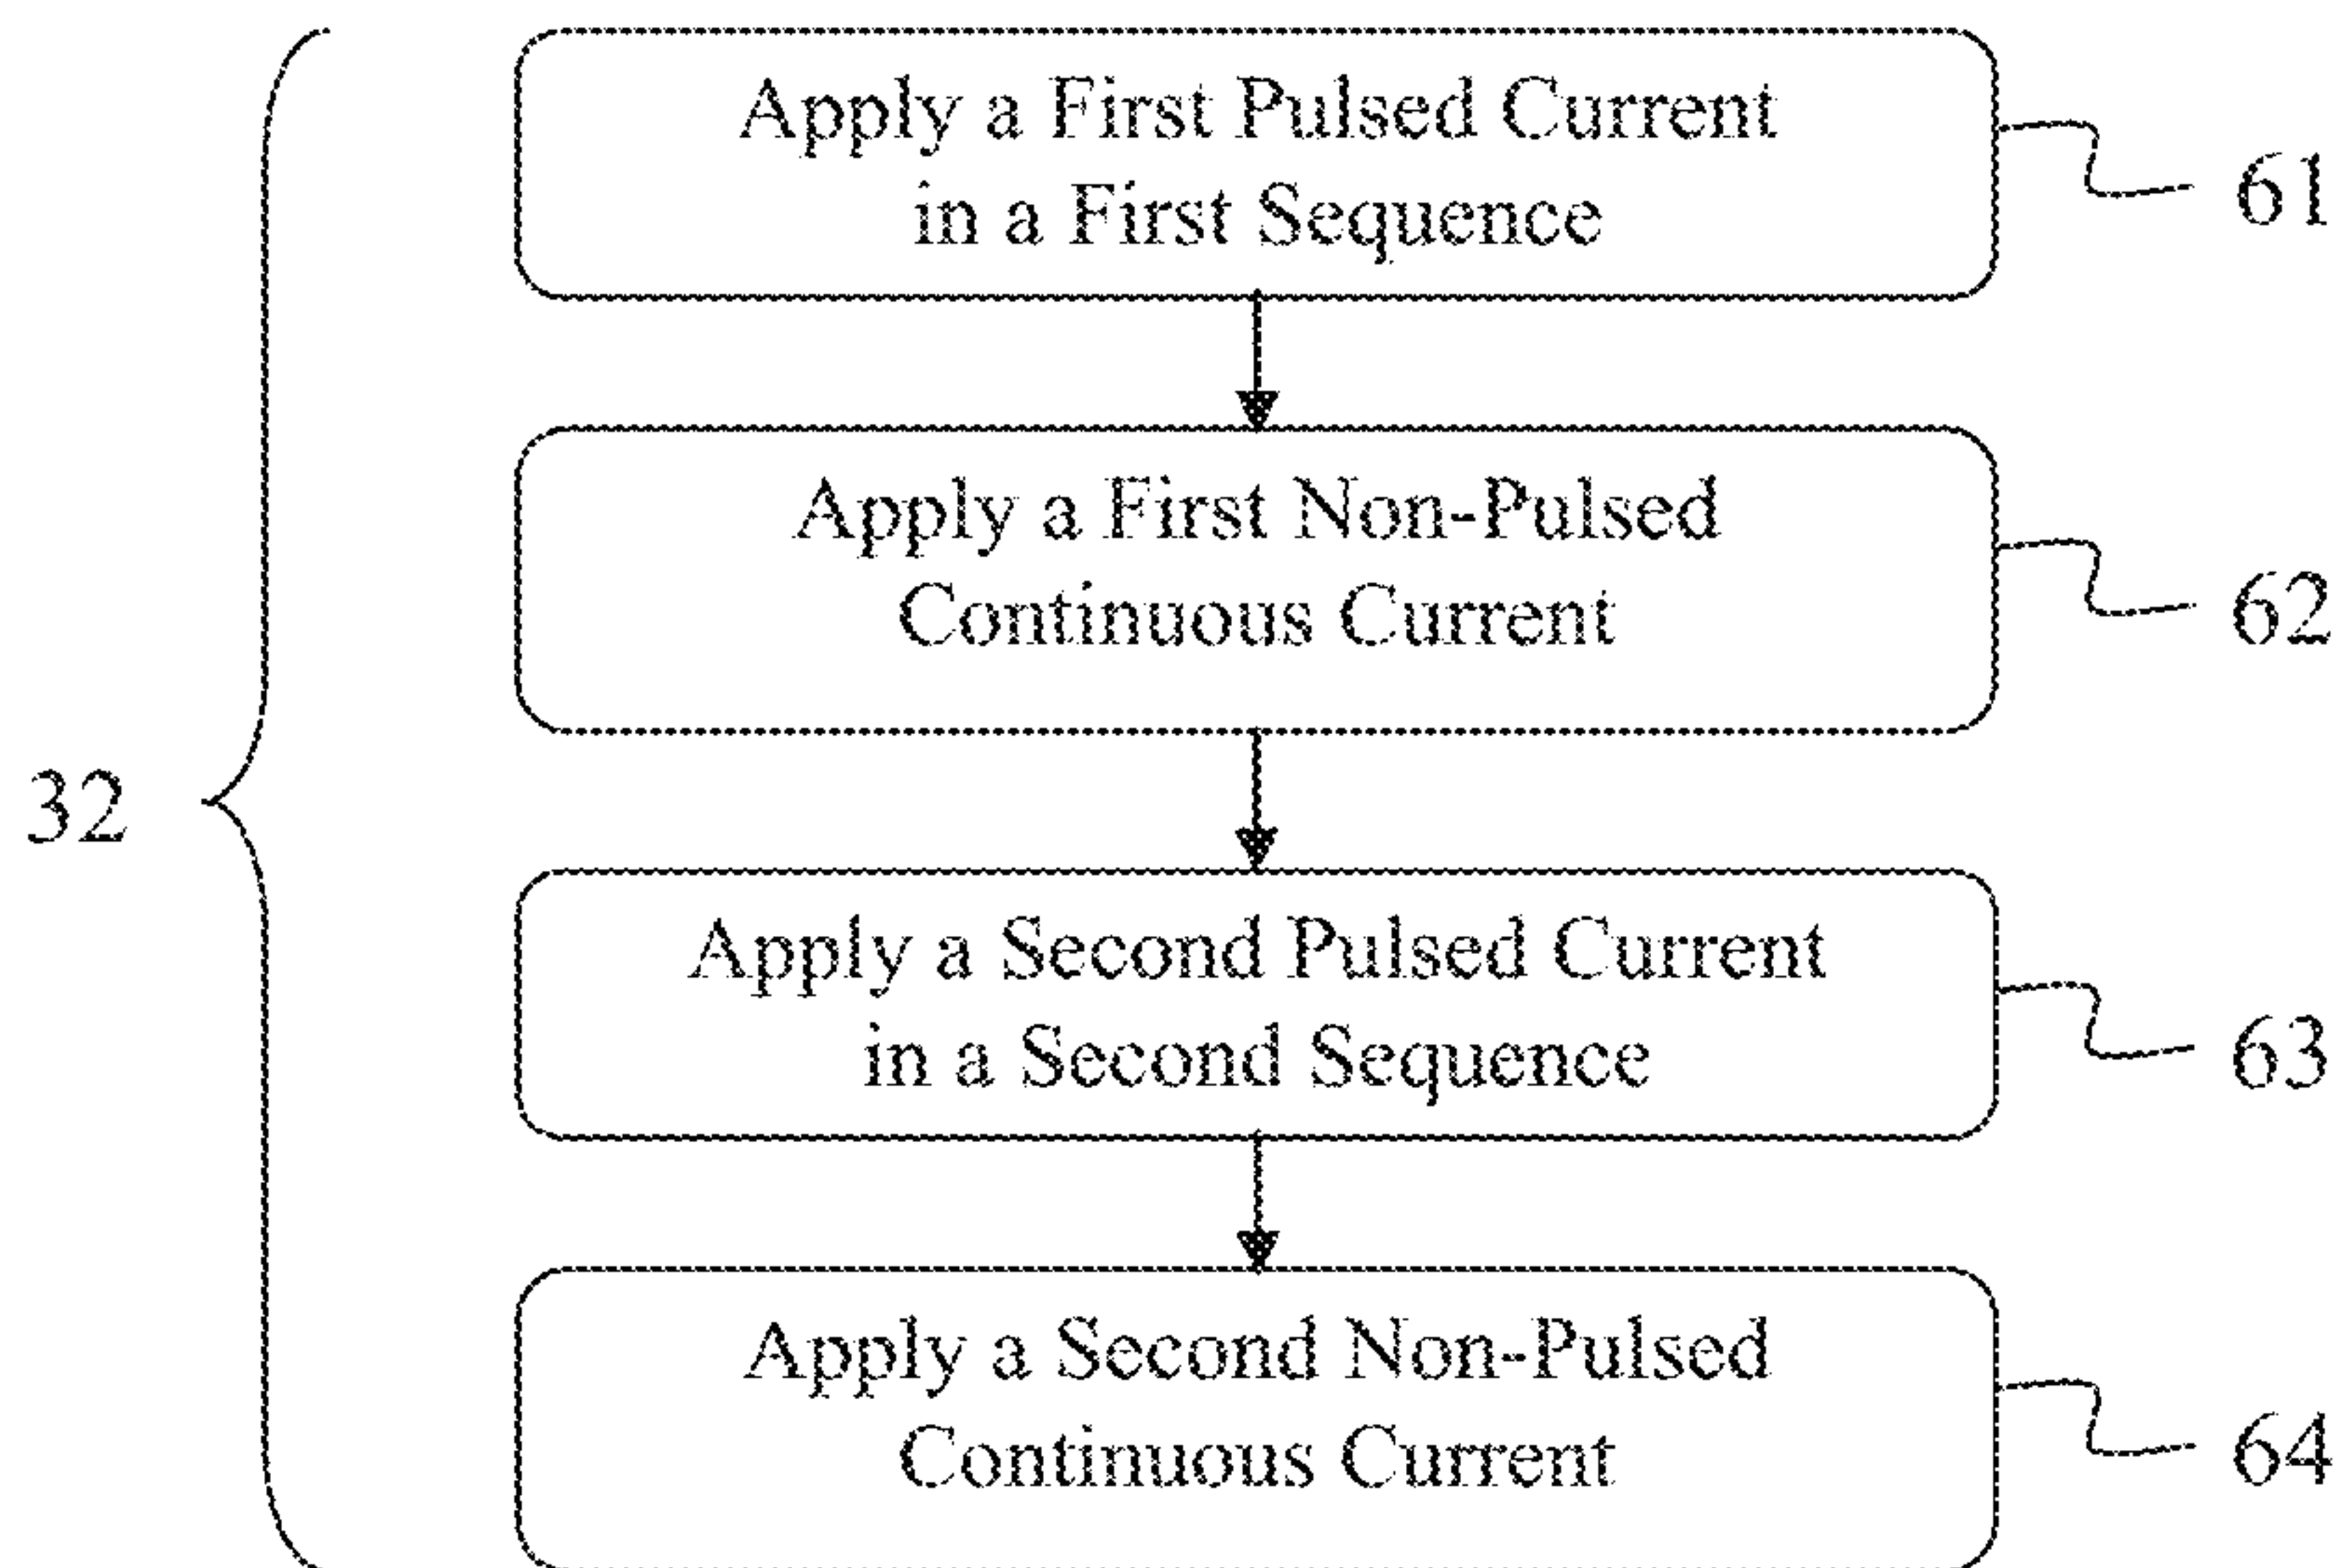 Apply a First Pulsed Current
in a First Sequence
61
Apply a First Non-Pulsed
Continuous Current
62
32
Apply a Second Pulsed Current
in a Second Sequence
63
Apply a Second Non-Pulsed
Continuous Current
64